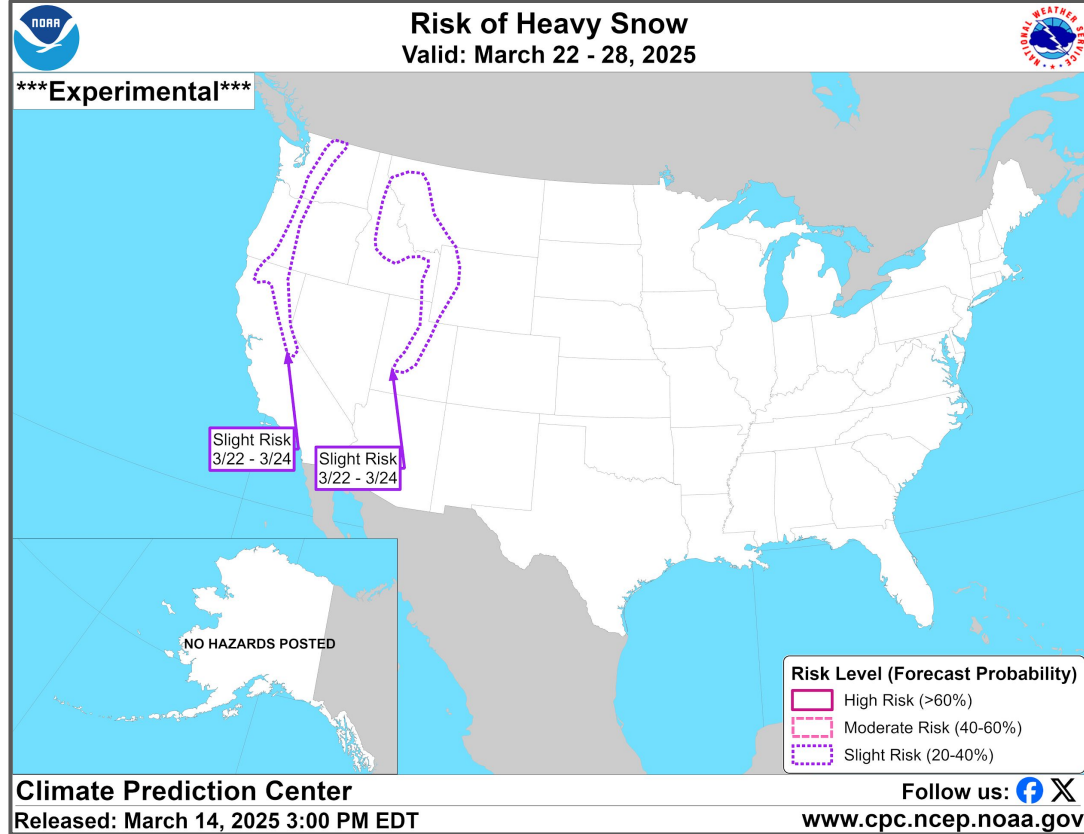 NOAA
Risk of Heavy Snow
Valid: March 22 - 28, 2025
NATIONAL WEATHER SERVICE
***Experimental***
Slight Risk
3/22 - 3/24
Slight Risk
3/22 - 3/24
NO HAZARDS POSTED
Risk Level (Forecast Probability)
High Risk (>60%)
Moderate Risk (40-60%)
Slight Risk (20-40%)
Climate Prediction Center
Follow us:
Released: March 14, 2025 3:00 PM EDT
www.cpc.ncep.noaa.gov